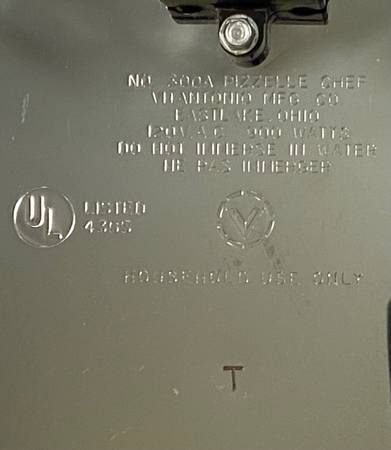 NO. 300A PIZZELLE CHEF
VITANTONIO MFG. CO.
EASTLAKE, OHIO
120V. A.C. 900 WATTS
DO NOT IMMERSE IN WATER
NE PAS IMMERGER
UL LISTED
4365
V
HOUSEHOLD USE ONLY
T